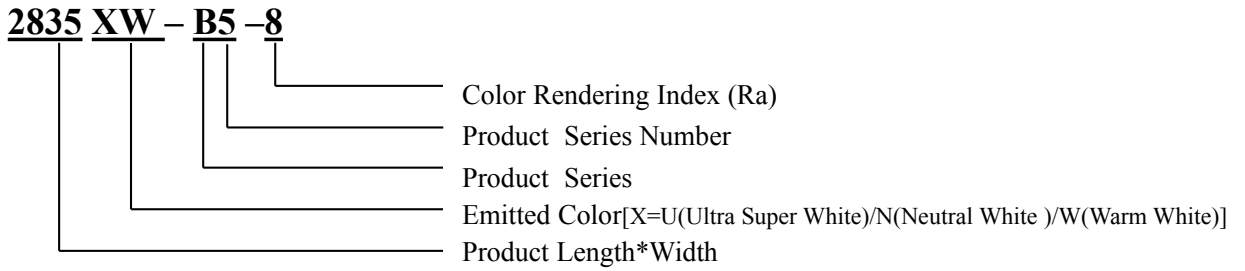 2835 XW – B5 –8
Color Rendering Index (Ra)
Product Series Number
Product Series
Emitted Color[X=U(Ultra Super White)/N(Neutral White )/W(Warm White)]
Product Length*Width